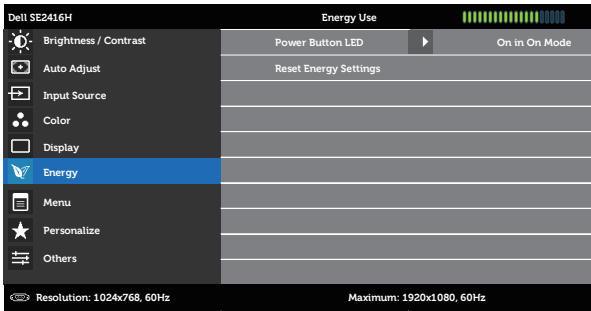 Dell SE2416H Energy Use
Brightness / Contrast Power Button LED On in On Mode
Auto Adjust Reset Energy Settings
Input Source
Color
Display
Energy
Menu
Personalize
Others
Resolution: 1024x768, 60Hz Maximum: 1920x1080, 60Hz